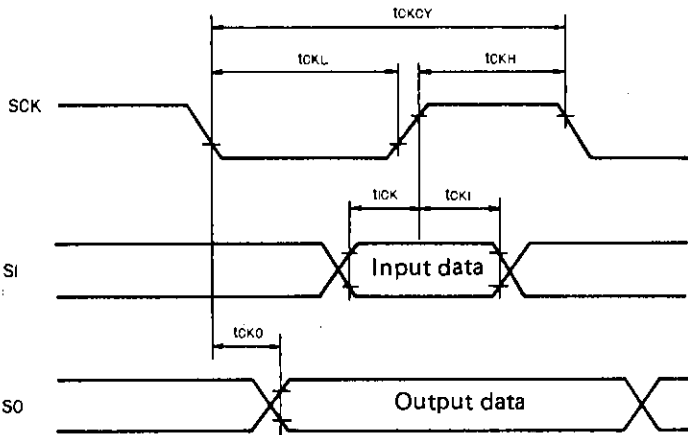 tCKCY
tCKL
tCKH
SCK
tICK
tCKI
SI
Input data
tCKO
SO
Output data